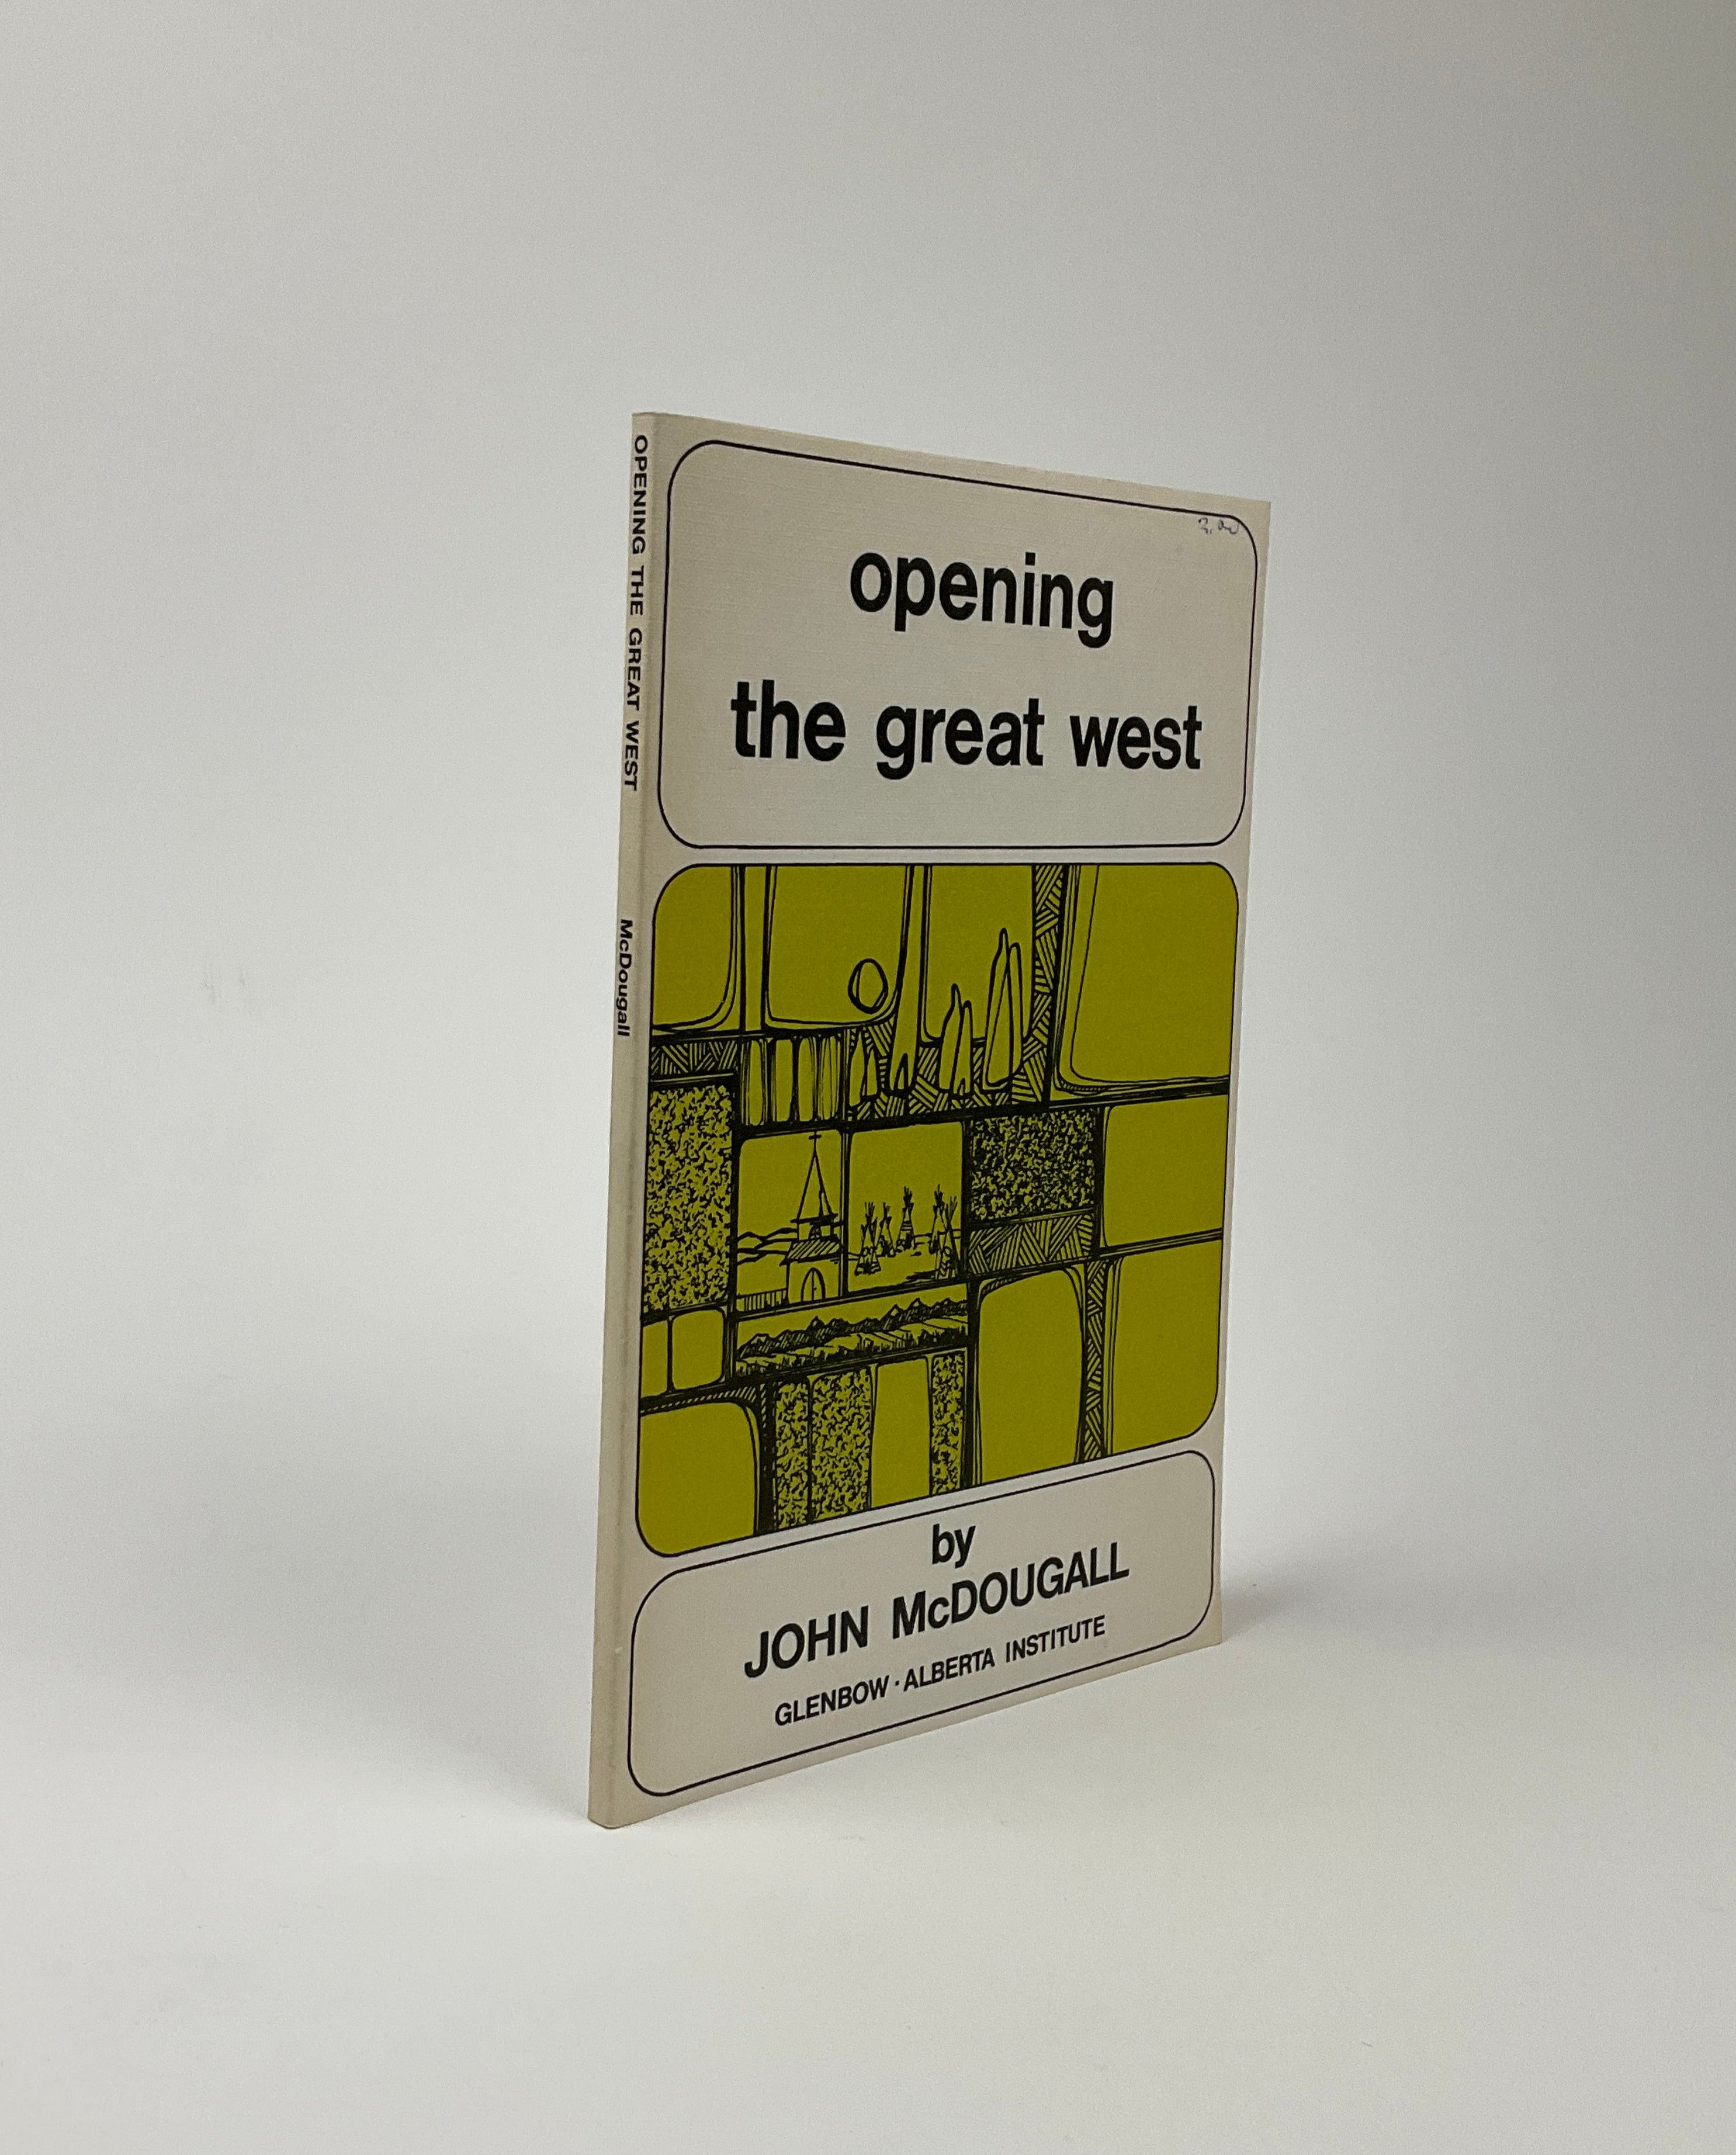 OPENING THE GREAT WEST
McDougall
opening
the great west
by
JOHN McDOUGALL
GLENBOW · ALBERTA INSTITUTE